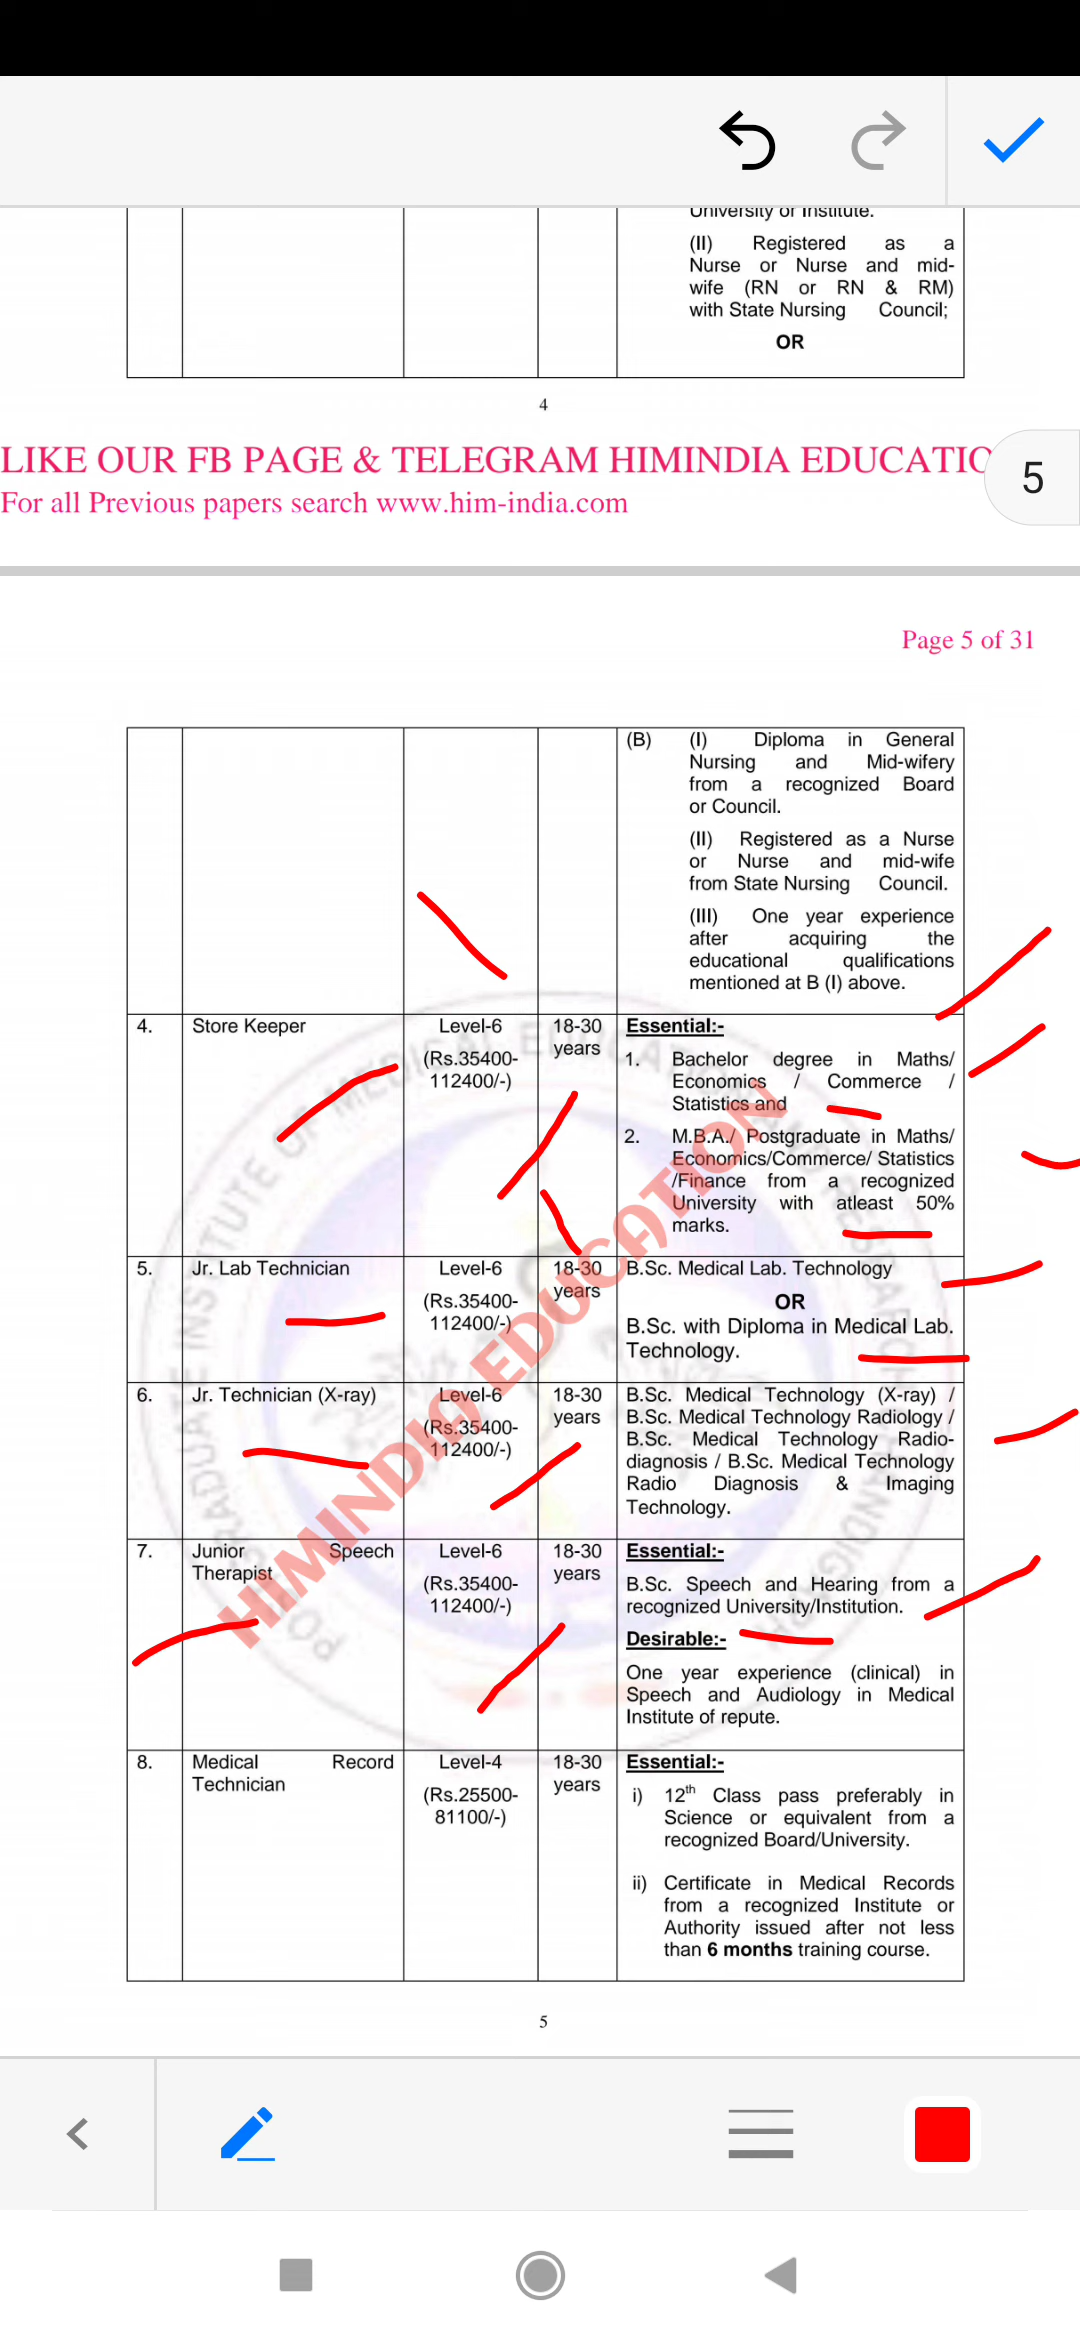 University or Institute.
(II) Registered as a
Nurse or Nurse and mid-
wife (RN or RN & RM)
with State Nursing Council;
OR
4
LIKE OUR FB PAGE & TELEGRAM HIMINDIA EDUCATIO
For all Previous papers search www.him-india.com
5
Page 5 of 31
(B) (I) Diploma in General
Nursing and Mid-wifery
from a recognized Board
or Council.
(II) Registered as a Nurse
or Nurse and mid-wife
from State Nursing Council.
(III) One year experience
after acquiring the
educational qualifications
mentioned at B (I) above.
4. Store Keeper
Level-6
(Rs.35400-
112400/-)
18-30
years
Essential:-
1. Bachelor degree in Maths/
Economics / Commerce /
Statistics and
2. M.B.A./ Postgraduate in Maths/
Economics/Commerce/ Statistics
/Finance from a recognized
University with atleast 50%
marks.
5. Jr. Lab Technician
Level-6
(Rs.35400-
112400/-)
18-30
years
B.Sc. Medical Lab. Technology
OR
B.Sc. with Diploma in Medical Lab.
Technology.
6. Jr. Technician (X-ray)
Level-6
(Rs.35400-
112400/-)
18-30
years
B.Sc. Medical Technology (X-ray) /
B.Sc. Medical Technology Radiology /
B.Sc. Medical Technology Radio-
diagnosis / B.Sc. Medical Technology
Radio Diagnosis & Imaging
Technology.
7. Junior Speech
Therapist
Level-6
(Rs.35400-
112400/-)
18-30
years
Essential:-
B.Sc. Speech and Hearing from a
recognized University/Institution.
Desirable:-
One year experience (clinical) in
Speech and Audiology in Medical
Institute of repute.
8. Medical Record
Technician
Level-4
(Rs.25500-
81100/-)
18-30
years
Essential:-
i) 12th Class pass preferably in
Science or equivalent from a
recognized Board/University.
ii) Certificate in Medical Records
from a recognized Institute or
Authority issued after not less
than 6 months training course.
5
HIMINDIA EDUCATION